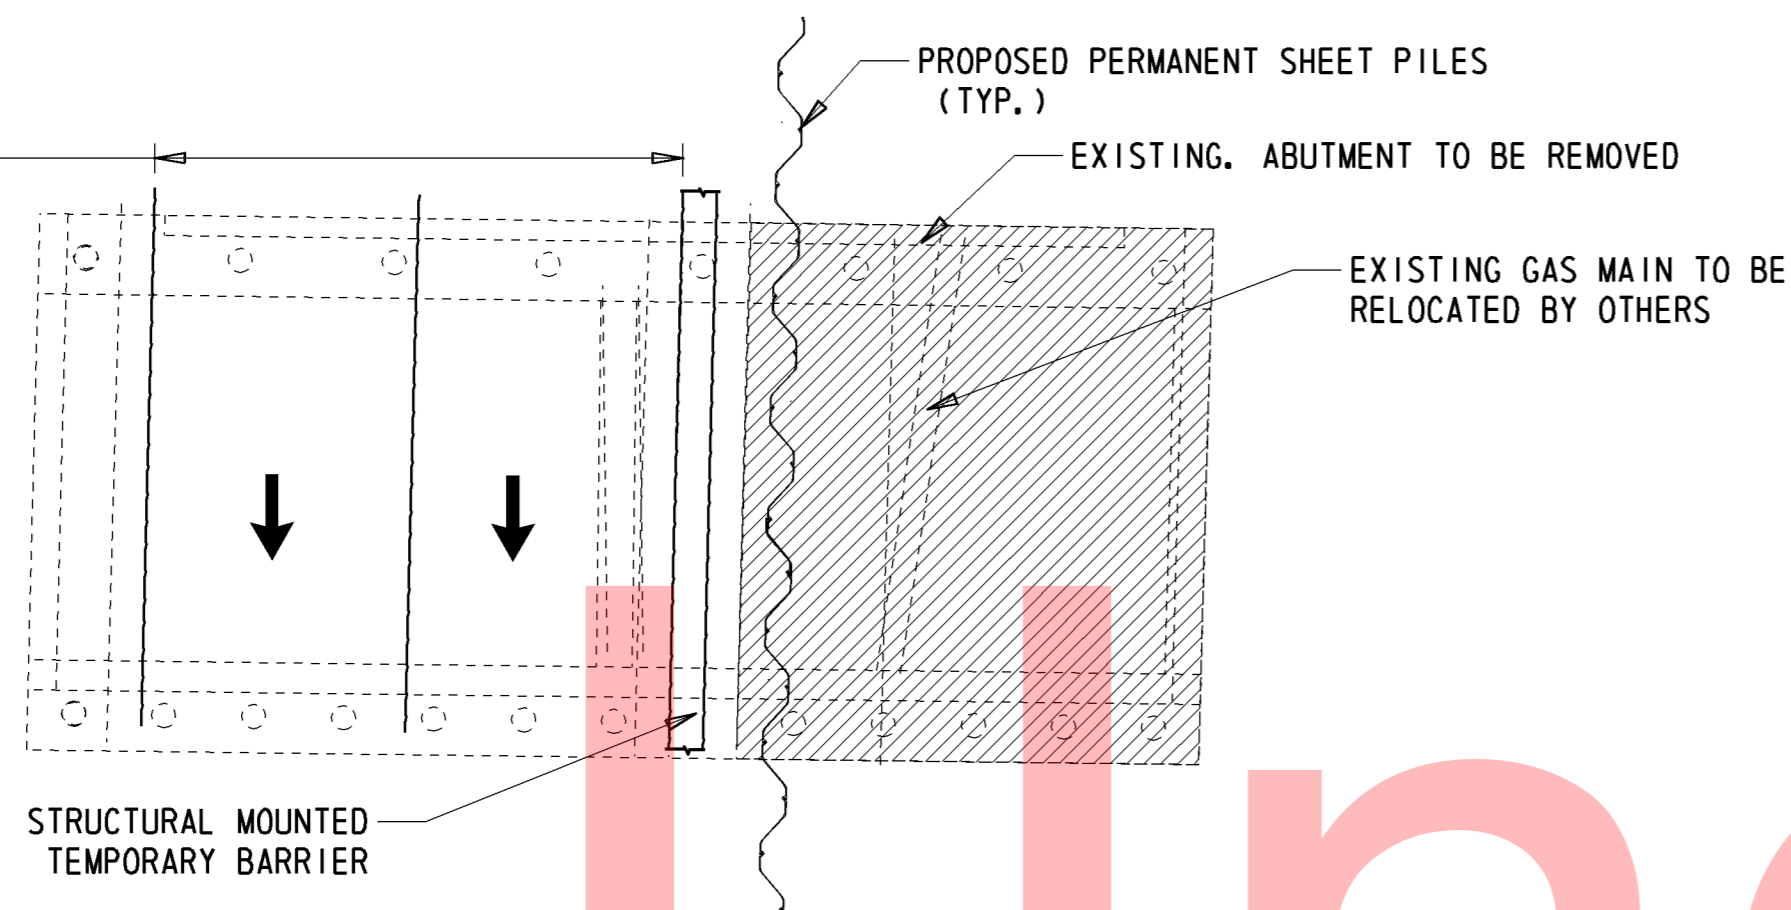 PROPOSED PERMANENT SHEET PILES
(TYP.)
EXISTING. ABUTMENT TO BE REMOVED
EXISTING GAS MAIN TO BE
RELOCATED BY OTHERS
STRUCTURAL MOUNTED
TEMPORARY BARRIER